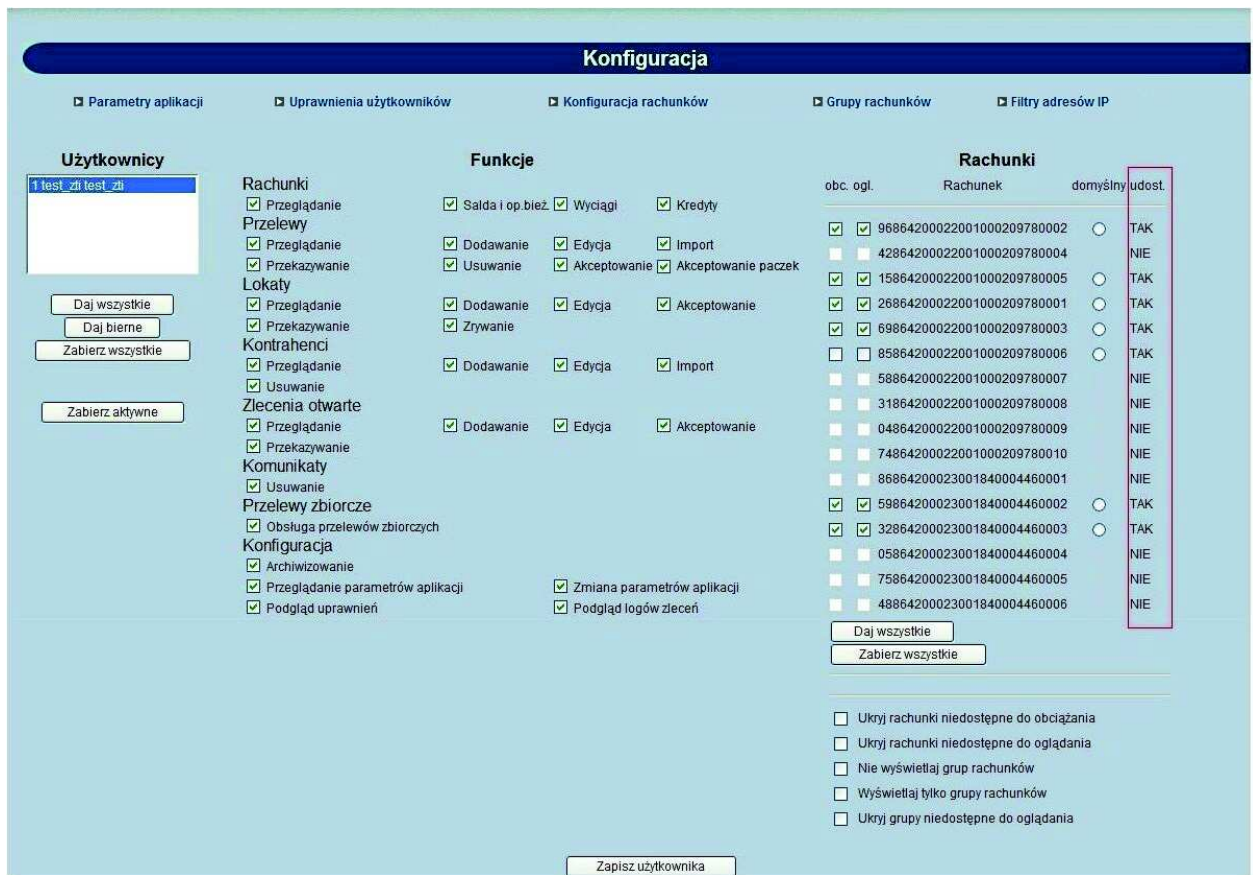 Konfiguracja
Parametry aplikacji Uprawnienia użytkowników Konfiguracja rachunków Grupy rachunków Filtry adresów IP
Użytkownicy
1 test_zti test_zti
Daj wszystkie
Daj bierne
Zabierz wszystkie
Zabierz aktywne
Funkcje
Rachunki
Przeglądanie Salda i op.bież. Wyciągi Kredyty
Przelewy
Przeglądanie Dodawanie Edycja Import
Przekazywanie Usuwanie Akceptowanie Akceptowanie paczek
Lokaty
Przeglądanie Dodawanie Edycja Akceptowanie
Przekazywanie Zrywanie
Kontrahenci
Przeglądanie Dodawanie Edycja Import
Usuwanie
Zlecenia otwarte
Przeglądanie Dodawanie Edycja Akceptowanie
Przekazywanie
Komunikaty
Usuwanie
Przelewy zbiorcze
Obsługa przelewów zbiorczych
Konfiguracja
Archiwizowanie
Przeglądanie parametrów aplikacji Zmiana parametrów aplikacji
Podgląd uprawnień Podgląd logów zleceń
Rachunki
obc. ogl. Rachunek domyślny udost.
96864200022001000209780002 TAK
42864200022001000209780004 NIE
15864200022001000209780005 TAK
26864200022001000209780001 TAK
69864200022001000209780003 TAK
85864200022001000209780006 TAK
58864200022001000209780007 NIE
31864200022001000209780008 NIE
04864200022001000209780009 NIE
74864200022001000209780010 NIE
86864200023001840004460001 NIE
59864200023001840004460002 TAK
32864200023001840004460003 TAK
05864200023001840004460004 NIE
75864200023001840004460005 NIE
48864200023001840004460006 NIE
Daj wszystkie
Zabierz wszystkie
Ukryj rachunki niedostępne do obciążania
Ukryj rachunki niedostępne do oglądania
Nie wyświetlaj grup rachunków
Wyświetlaj tylko grupy rachunków
Ukryj grupy niedostępne do oglądania
Zapisz użytkownika